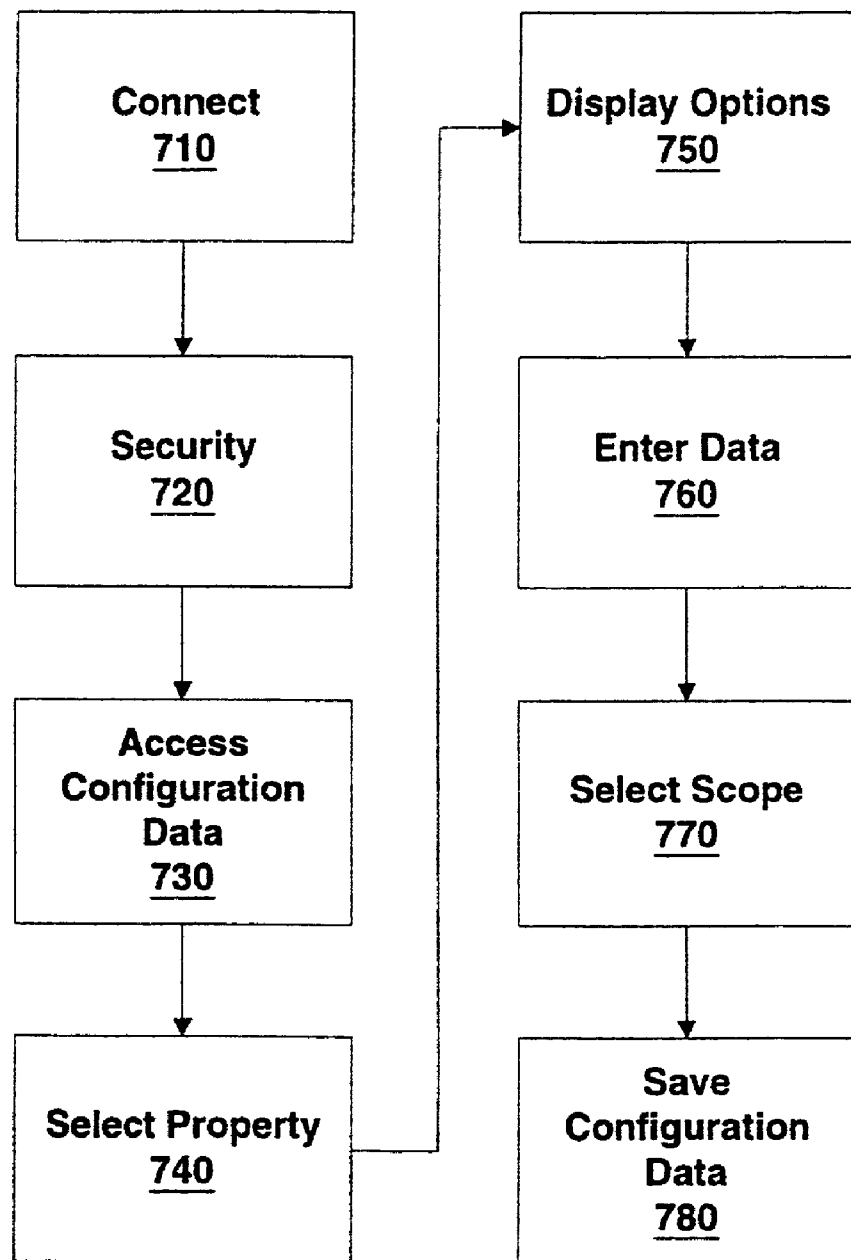 Connect
710
Security
720
Access
Configuration
Data
730
Select Property
740
Display Options
750
Enter Data
760
Select Scope
770
Save
Configuration
Data
780